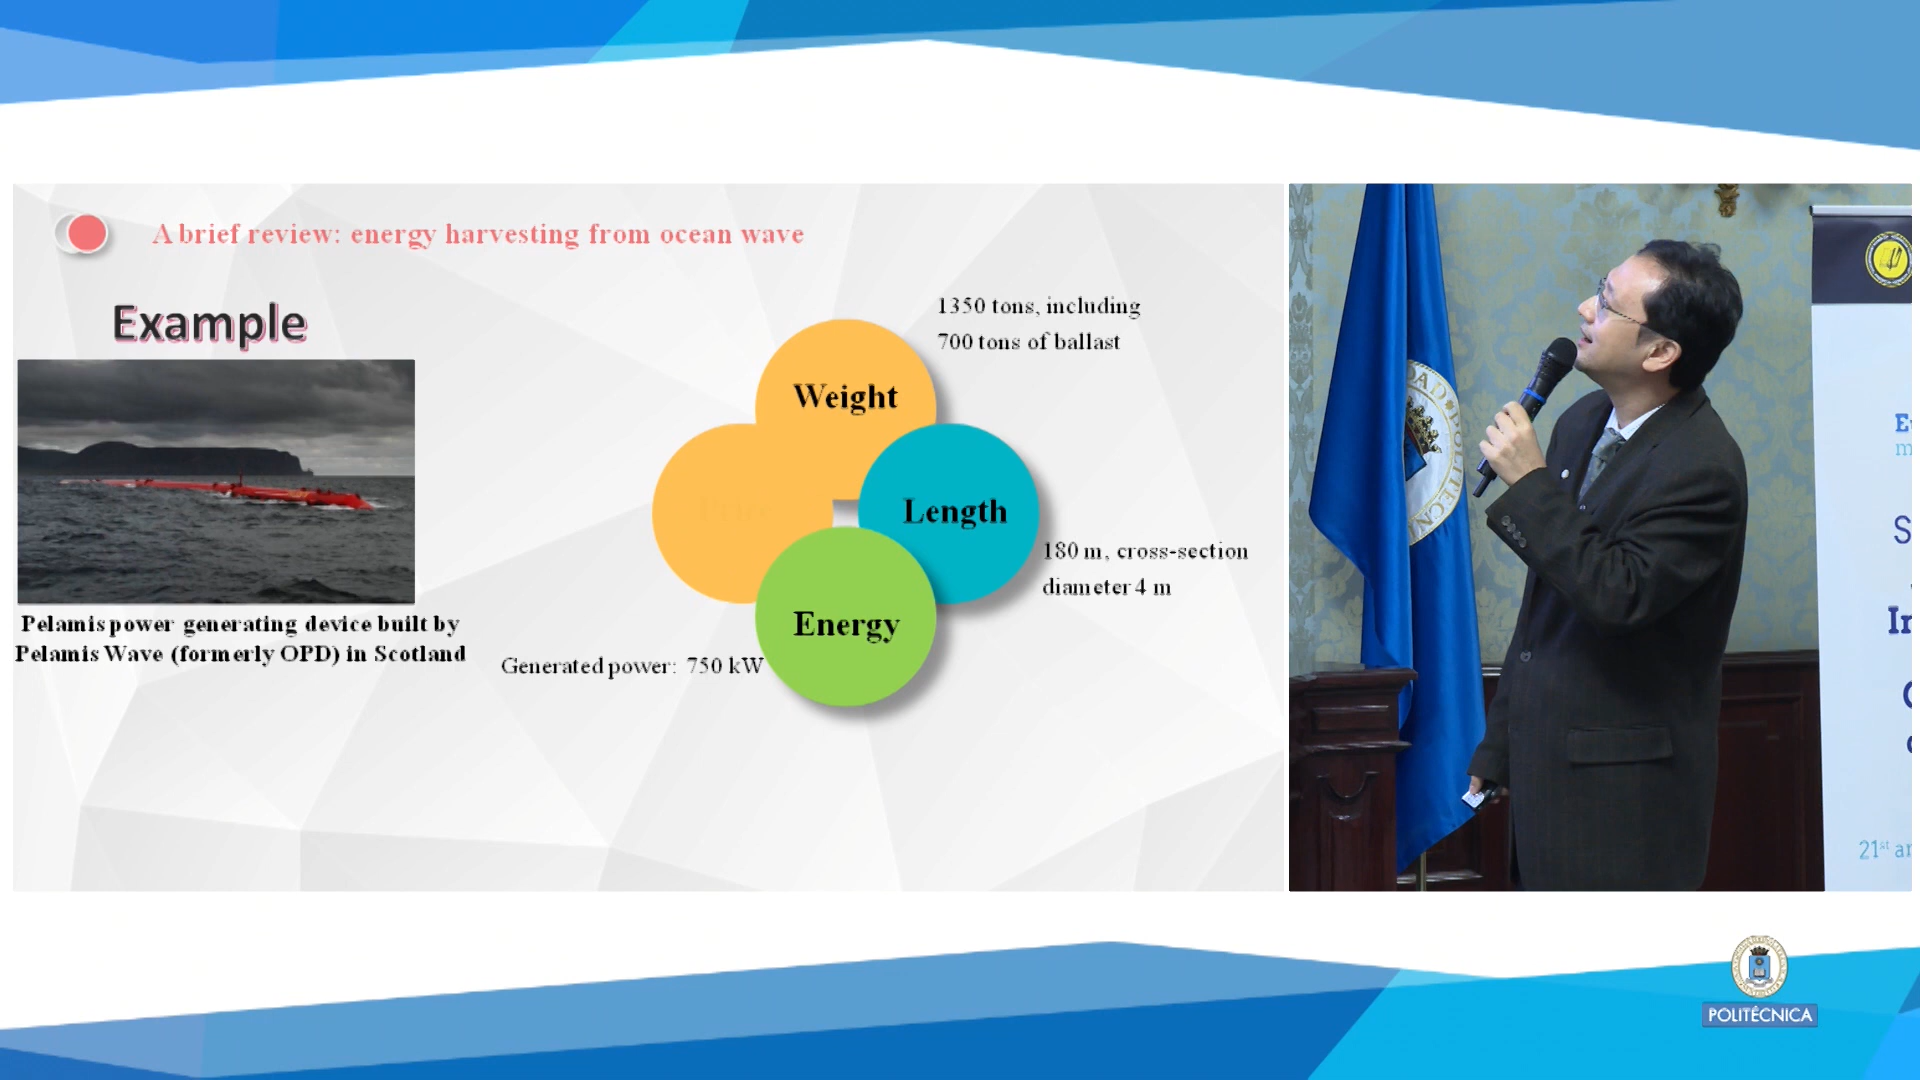 A brief review: energy harvesting from ocean wave
Example
1350 tons, including
700 tons of ballast
Weight
Price
Length
180 m, cross-section
diameter 4 m
Energy
Generated power: 750 kW
Pelamis power generating device built by
Pelamis Wave (formerly OPD) in Scotland
21st
POLITÉCNICA